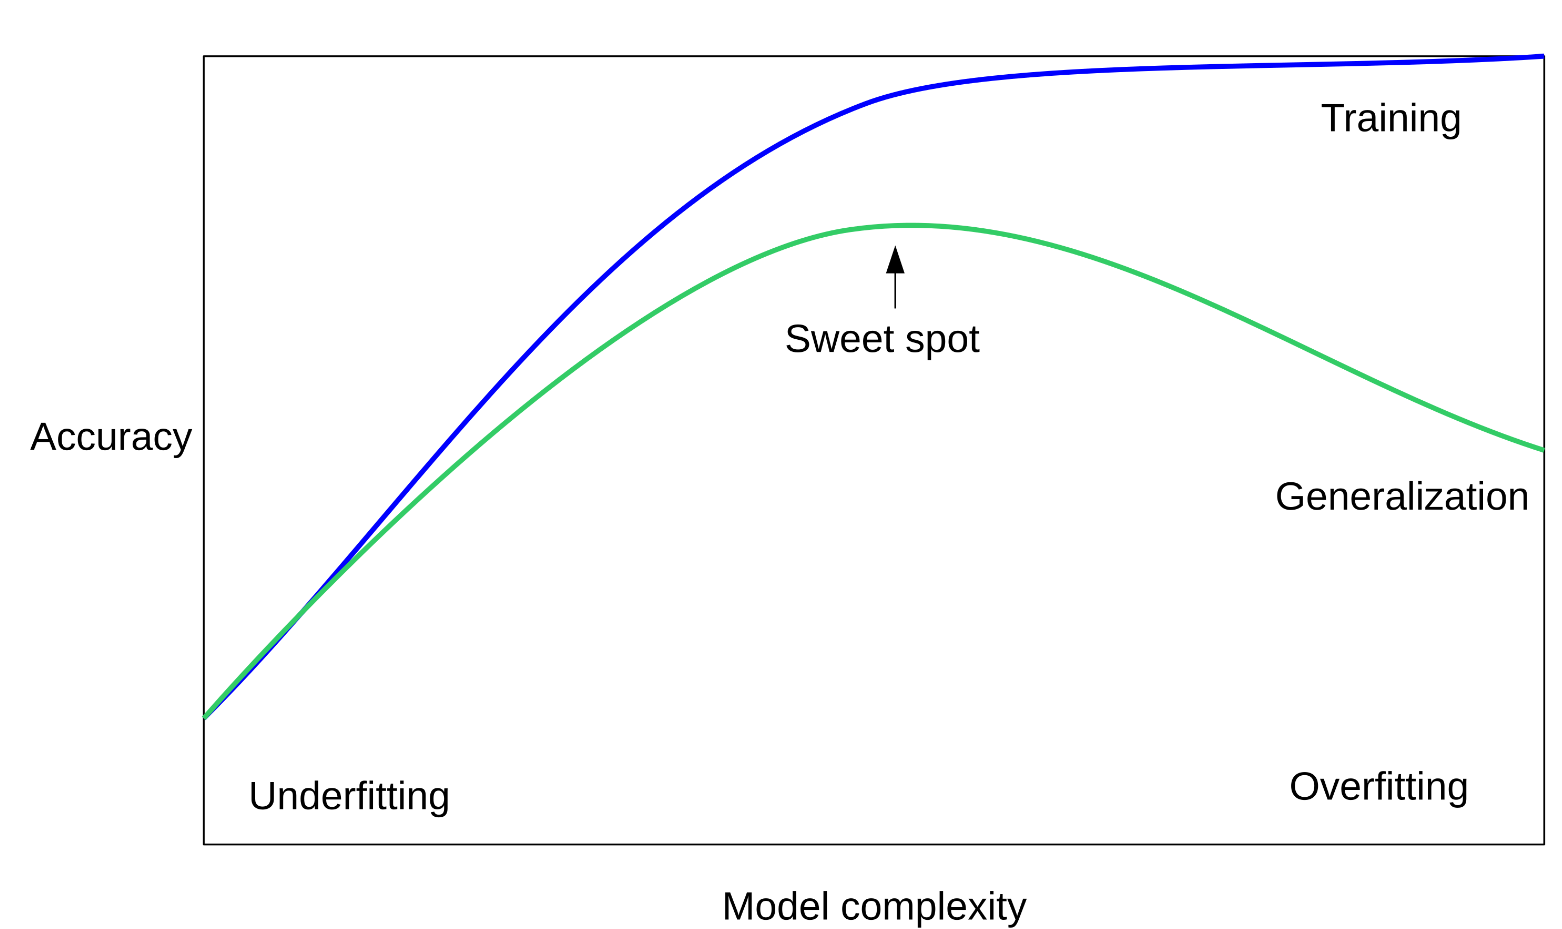 Training
Sweet spot
Accuracy
Generalization
Underfitting
Overfitting
Model complexity